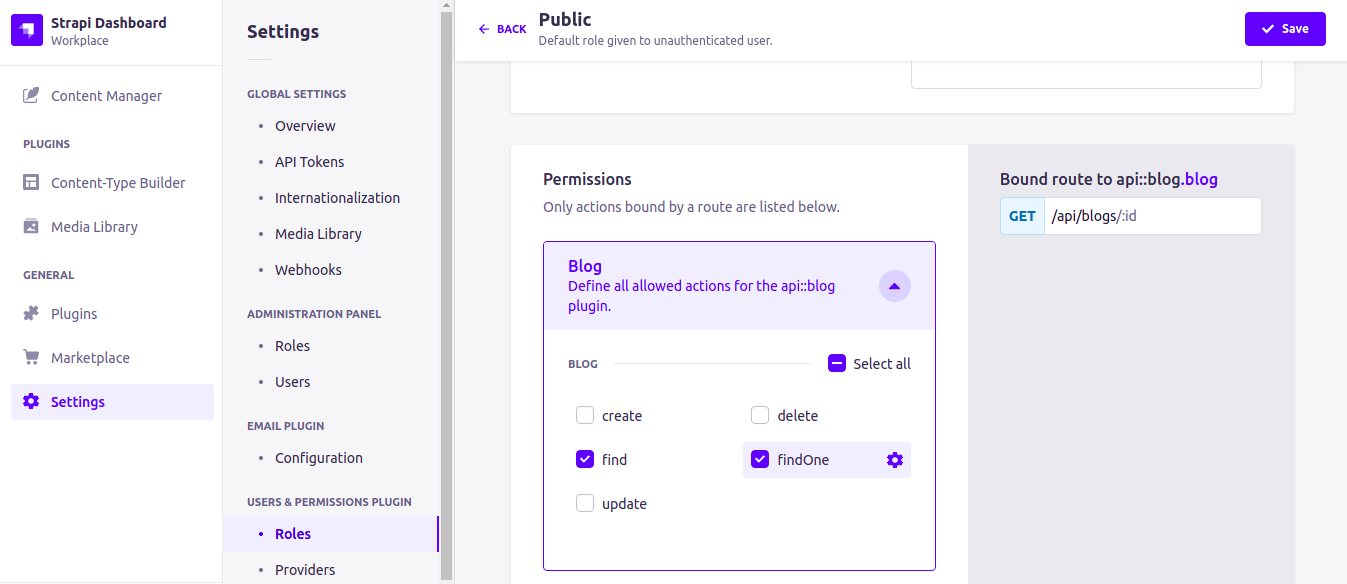 Strapi Dashboard
Workplace
Content Manager
PLUGINS
Content-Type Builder
Media Library
GENERAL
Plugins
Marketplace
Settings
Settings
GLOBAL SETTINGS
Overview
API Tokens
Internationalization
Media Library
Webhooks
ADMINISTRATION PANEL
Roles
Users
EMAIL PLUGIN
Configuration
USERS & PERMISSIONS PLUGIN
Roles
Providers
BACK
Public
Default role given to unauthenticated user.
Save
Permissions
Only actions bound by a route are listed below.
Blog
Define all allowed actions for the api::blog
plugin.
BLOG
Select all
create
delete
find
findOne
update
Bound route to api::blog.blog
GET /api/blogs/:id